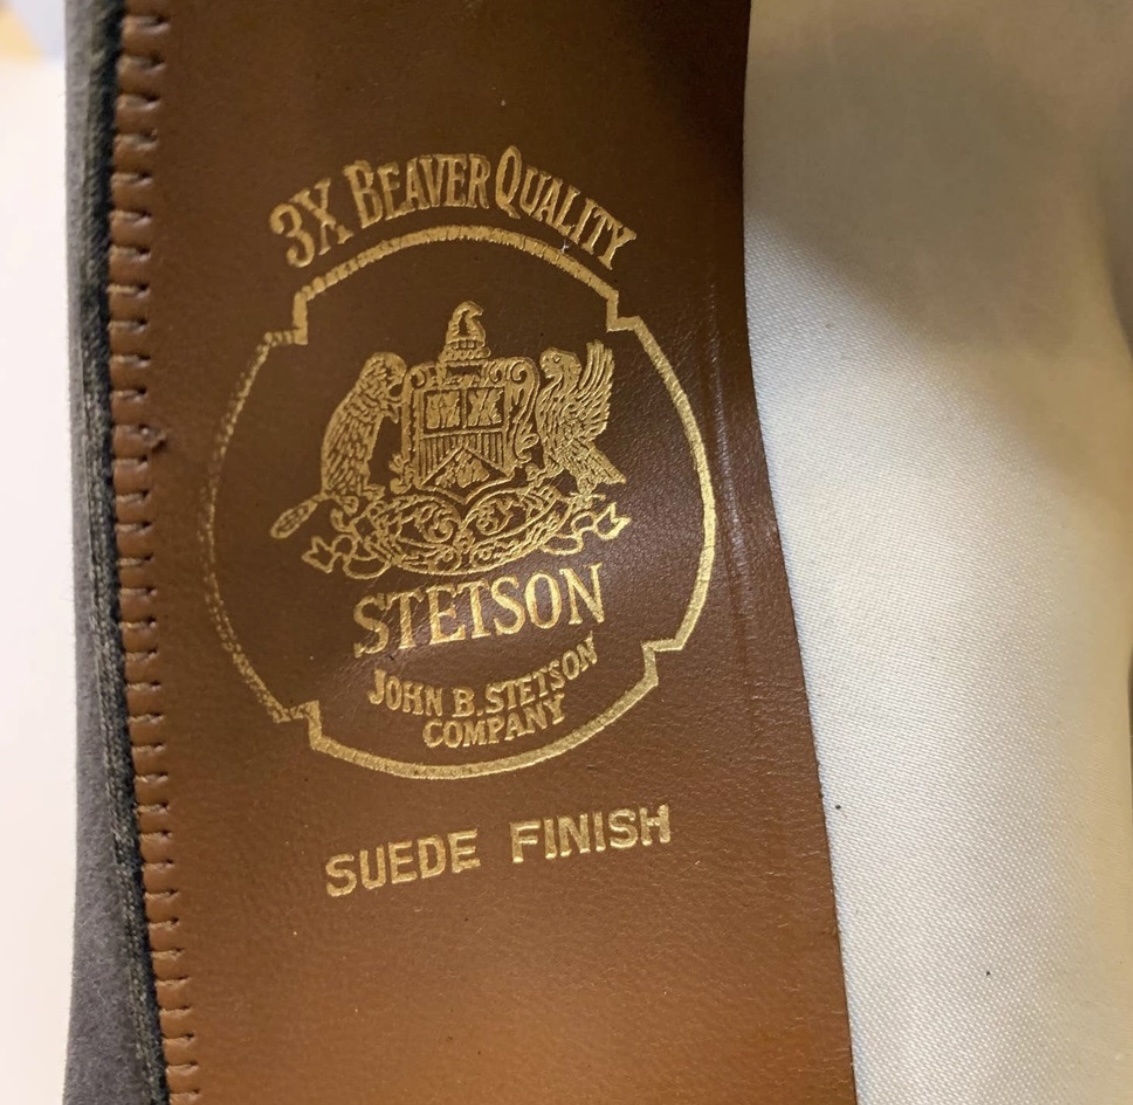 3X BEAVER QUALITY
STETSON
JOHN B. STETSON
COMPANY
SUEDE FINISH